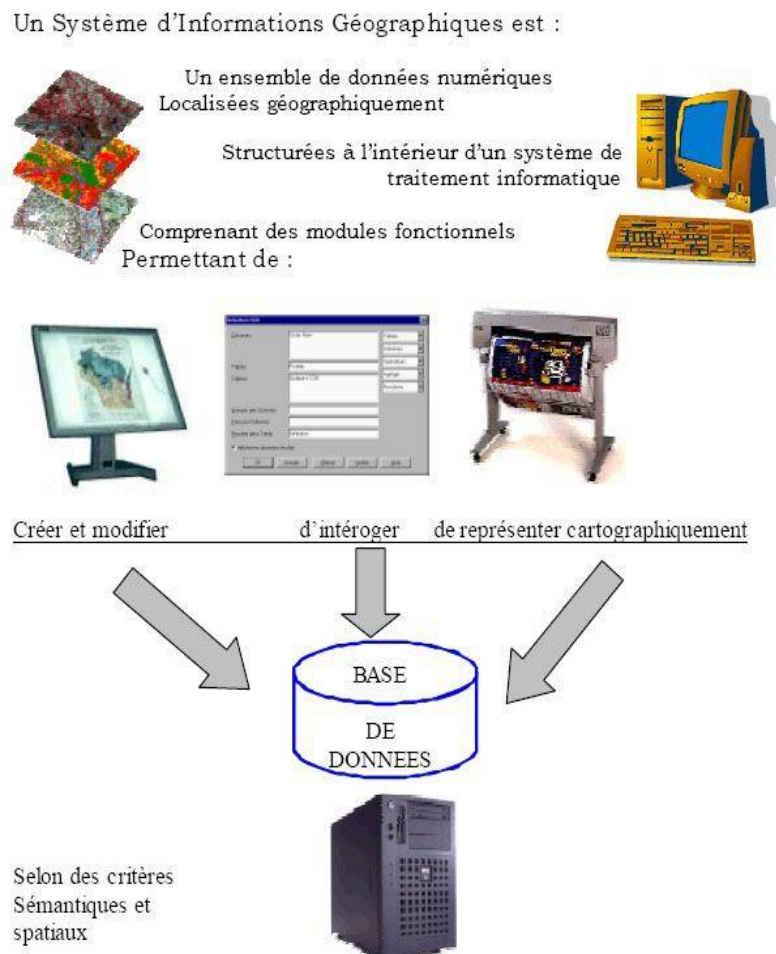 Un Système d'Informations Géographiques est :
Un ensemble de données numériques
Localisées géographiquement
Structurées à l'intérieur d'un système de
traitement informatique
Comprenant des modules fonctionnels
Permettant de :
Créer et modifier
d'intéroger
de représenter cartographiquement
BASE
DE
DONNEES
Selon des critères
Sémantiques et
spatiaux